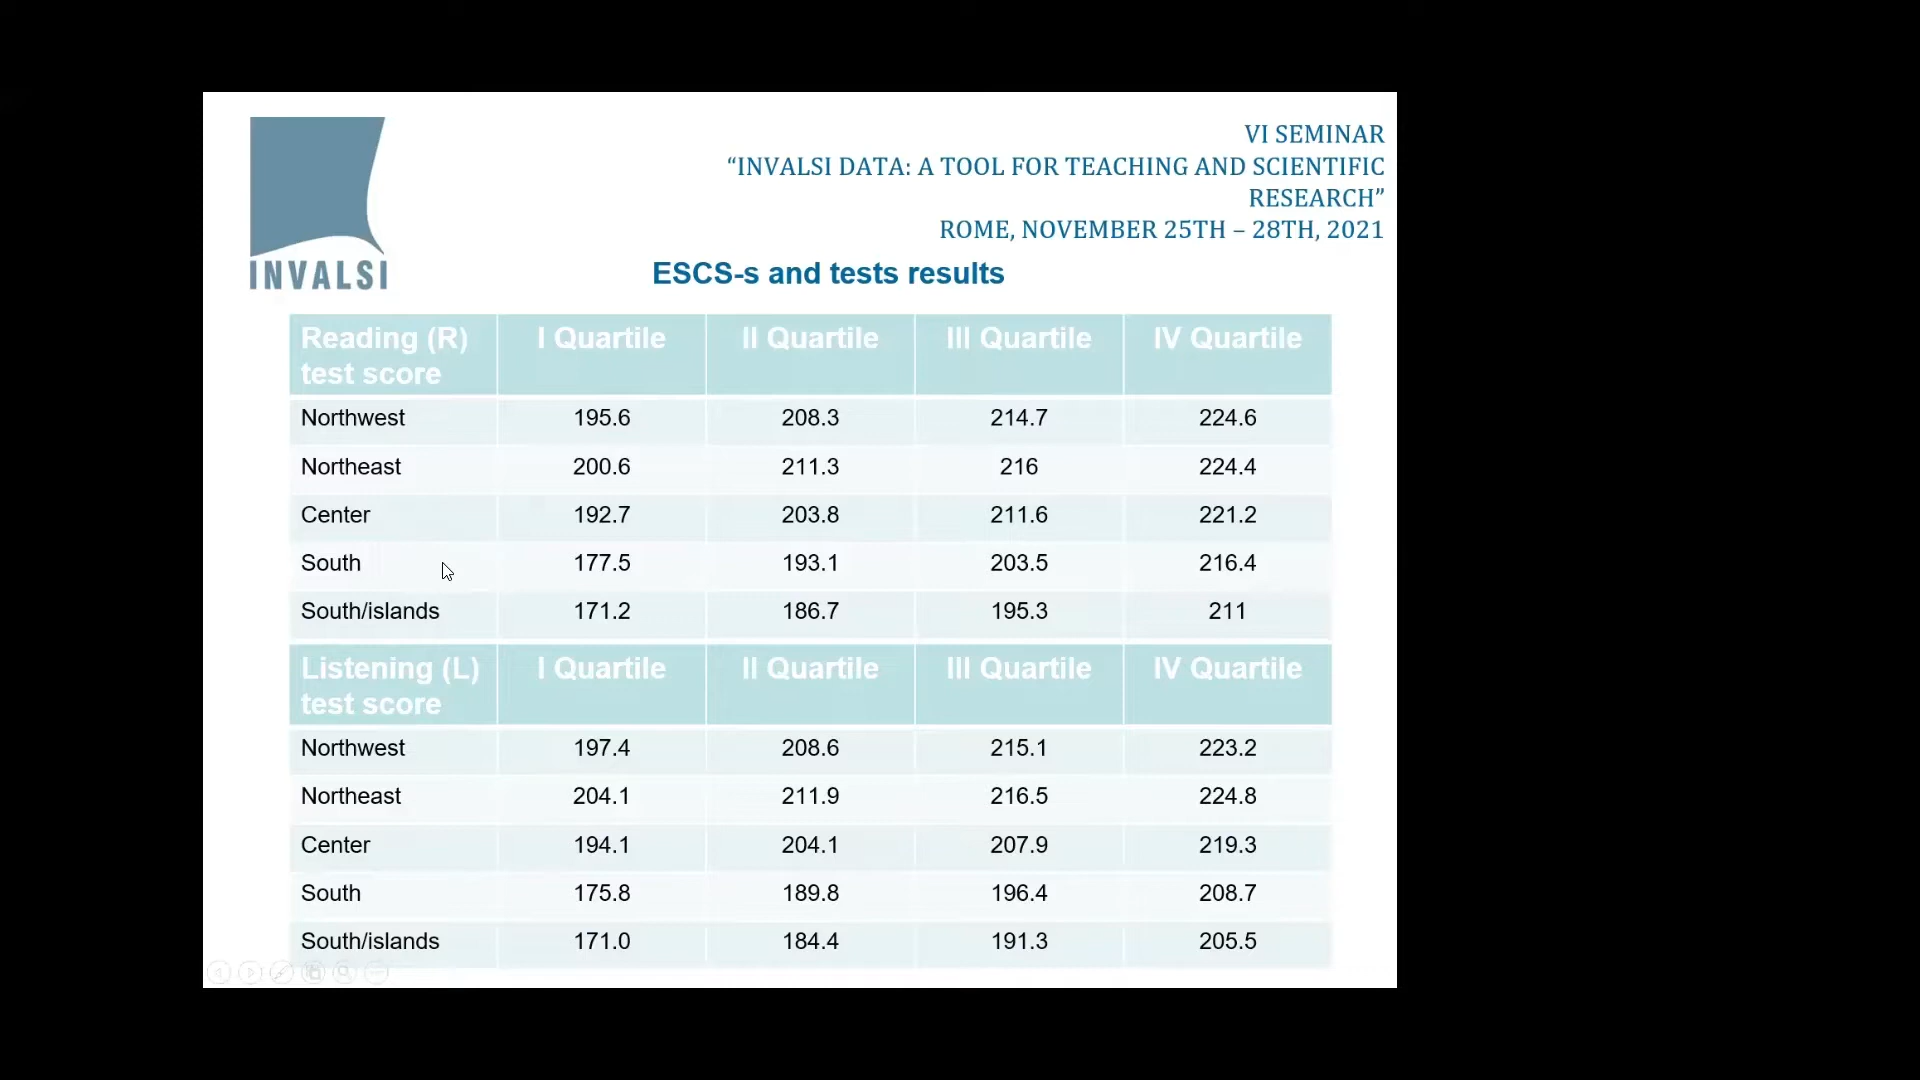 VI SEMINAR
“INVALSI DATA: A TOOL FOR TEACHING AND SCIENTIFIC
RESEARCH”
ROME, NOVEMBER 25TH – 28TH, 2021
INVALSI
ESCS-s and tests results
Reading (R) test score I Quartile II Quartile III Quartile IV Quartile
Northwest 195.6 208.3 214.7 224.6
Northeast 200.6 211.3 216 224.4
Center 192.7 203.8 211.6 221.2
South 177.5 193.1 203.5 216.4
South/islands 171.2 186.7 195.3 211
Listening (L) test score I Quartile II Quartile III Quartile IV Quartile
Northwest 197.4 208.6 215.1 223.2
Northeast 204.1 211.9 216.5 224.8
Center 194.1 204.1 207.9 219.3
South 175.8 189.8 196.4 208.7
South/islands 171.0 184.4 191.3 205.5